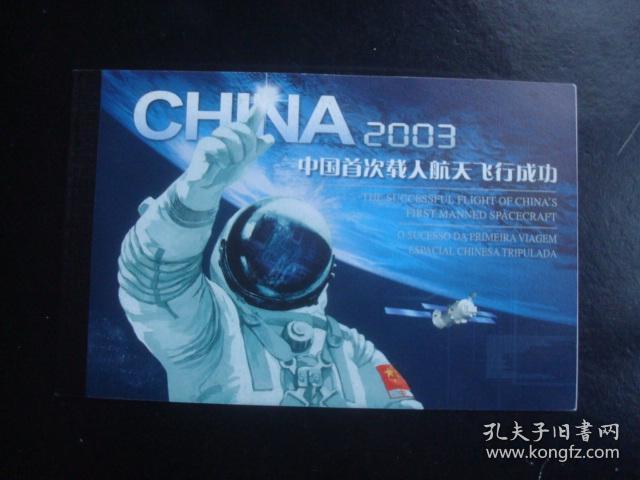 CHINA 2003
中国首次载人航天飞行成功
THE SUCCESSFUL FLIGHT OF CHINA'S
FIRST MANNED SPACECRAFT
O SUCESSO DA PRIMEIRA VIAGEM
ESPACIAL CHINESA TRIPULADA
孔夫子旧书网
www.kongfz.com